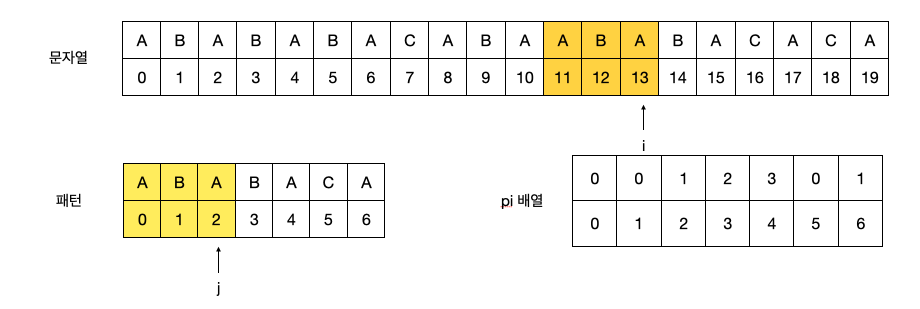 문자열 A B A B A B A C A B A A B A B A C A C A
0 1 2 3 4 5 6 7 8 9 10 11 12 13 14 15 16 17 18 19
i
패턴 A B A B A C A
0 1 2 3 4 5 6
j
pi 배열 0 0 1 2 3 0 1
0 1 2 3 4 5 6